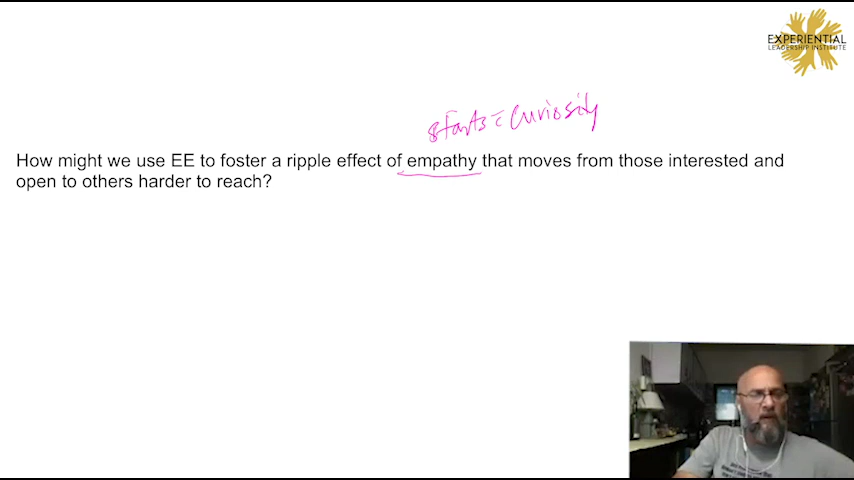 EXPERIENTIAL
LEADERSHIP INSTITUTE
starts c̄ curiosity
How might we use EE to foster a ripple effect of empathy that moves from those interested and
open to others harder to reach?